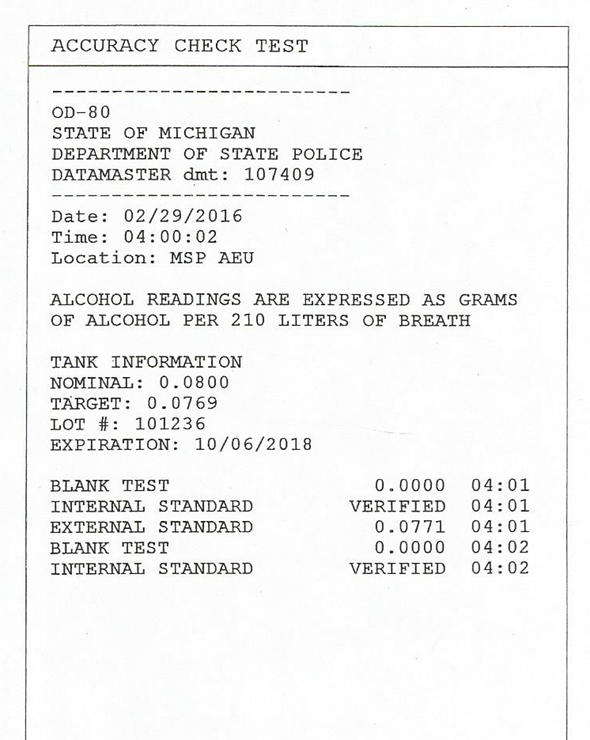 ACCURACY CHECK TEST
-------------------------
OD-80
STATE OF MICHIGAN
DEPARTMENT OF STATE POLICE
DATAMASTER dmt: 107409
-------------------------
Date: 02/29/2016
Time: 04:00:02
Location: MSP AEU
ALCOHOL READINGS ARE EXPRESSED AS GRAMS
OF ALCOHOL PER 210 LITERS OF BREATH
TANK INFORMATION
NOMINAL: 0.0800
TARGET: 0.0769
LOT #: 101236
EXPIRATION: 10/06/2018
BLANK TEST 0.0000 04:01
INTERNAL STANDARD VERIFIED 04:01
EXTERNAL STANDARD 0.0771 04:01
BLANK TEST 0.0000 04:02
INTERNAL STANDARD VERIFIED 04:02